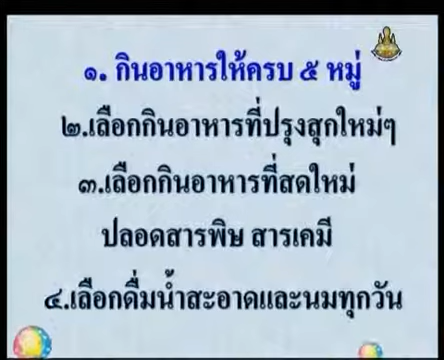 ๑. กินอาหารให้ครบ ๕ หมู่
๒.เลือกกินอาหารที่ปรุงสุกใหม่ๆ
๓.เลือกกินอาหารที่สดใหม่
ปลอดสารพิษ สารเคมี
๔.เลือกดื่มน้ำสะอาดและนมทุกวัน